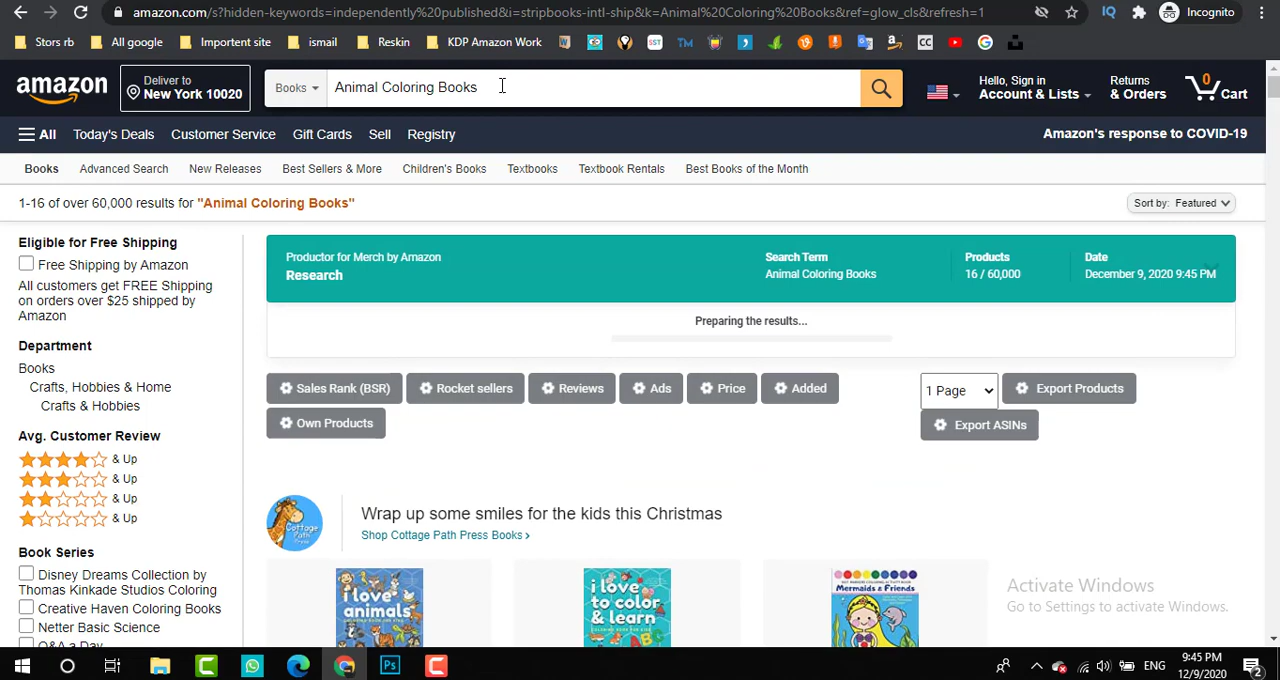 amazon.com/s?hidden-keywords=independently%20published&i=stripbooks-intl-ship&k=Animal%20Coloring%20Books&ref=glow_cls&refresh=1
IQ
Incognito
Stors rb
All google
Importent site
ismail
Reskin
KDP Amazon Work
SST
TM
CC
amazon
Deliver to
New York 10020
Books
Animal Coloring Books
Hello, Sign in
Account & Lists
Returns
& Orders
0
Cart
All
Today's Deals
Customer Service
Gift Cards
Sell
Registry
Amazon's response to COVID-19
Books
Advanced Search
New Releases
Best Sellers & More
Children's Books
Textbooks
Textbook Rentals
Best Books of the Month
1-16 of over 60,000 results for "Animal Coloring Books"
Sort by: Featured
Eligible for Free Shipping
Free Shipping by Amazon
All customers get FREE Shipping
on orders over $25 shipped by
Amazon
Department
Books
Crafts, Hobbies & Home
Crafts & Hobbies
Avg. Customer Review
& Up
& Up
& Up
& Up
Book Series
Disney Dreams Collection by
Thomas Kinkade Studios Coloring
Creative Haven Coloring Books
Netter Basic Science
Q&A a Day
Productor for Merch by Amazon
Research
Search Term
Animal Coloring Books
Products
16 / 60,000
Date
December 9, 2020 9:45 PM
Preparing the results...
Sales Rank (BSR)
Rocket sellers
Reviews
Ads
Price
Added
Own Products
1 Page
Export Products
Export ASINs
Cottage
Path
Press
Wrap up some smiles for the kids this Christmas
Shop Cottage Path Press Books ›
i love
animals
i love
to color
& learn
Mermaids & Friends
Activate Windows
Go to Settings to activate Windows.
Ps
ENG
9:45 PM
12/9/2020
2